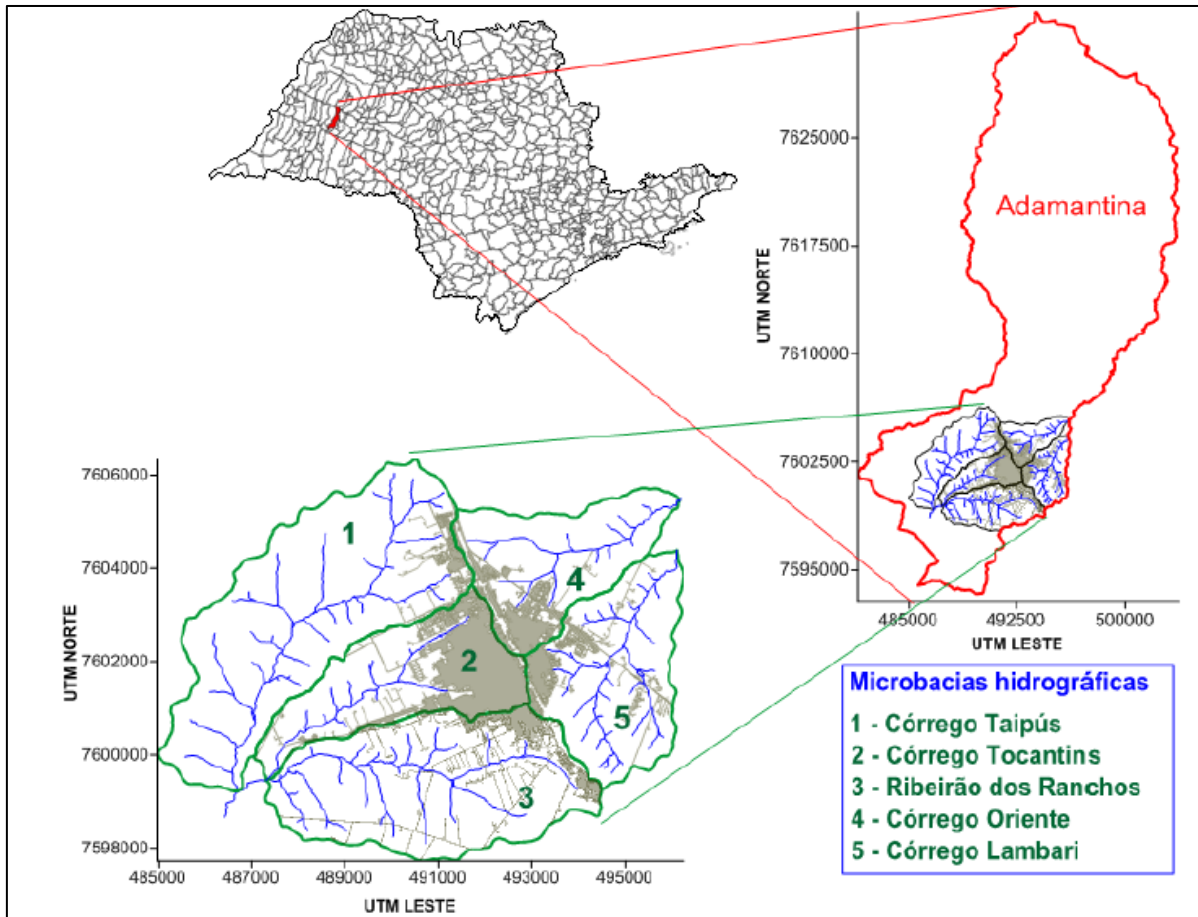 Adamantina
UTM NORTE
7625000
7617500
7610000
7602500
7595000
485000 492500 500000
UTM LESTE
UTM NORTE
7606000
7604000
7602000
7600000
7598000
485000 487000 489000 491000 493000 495000
UTM LESTE
1
2
3
4
5
Microbacias hidrográficas
1 - Córrego Taipús
2 - Córrego Tocantins
3 - Ribeirão dos Ranchos
4 - Córrego Oriente
5 - Córrego Lambari